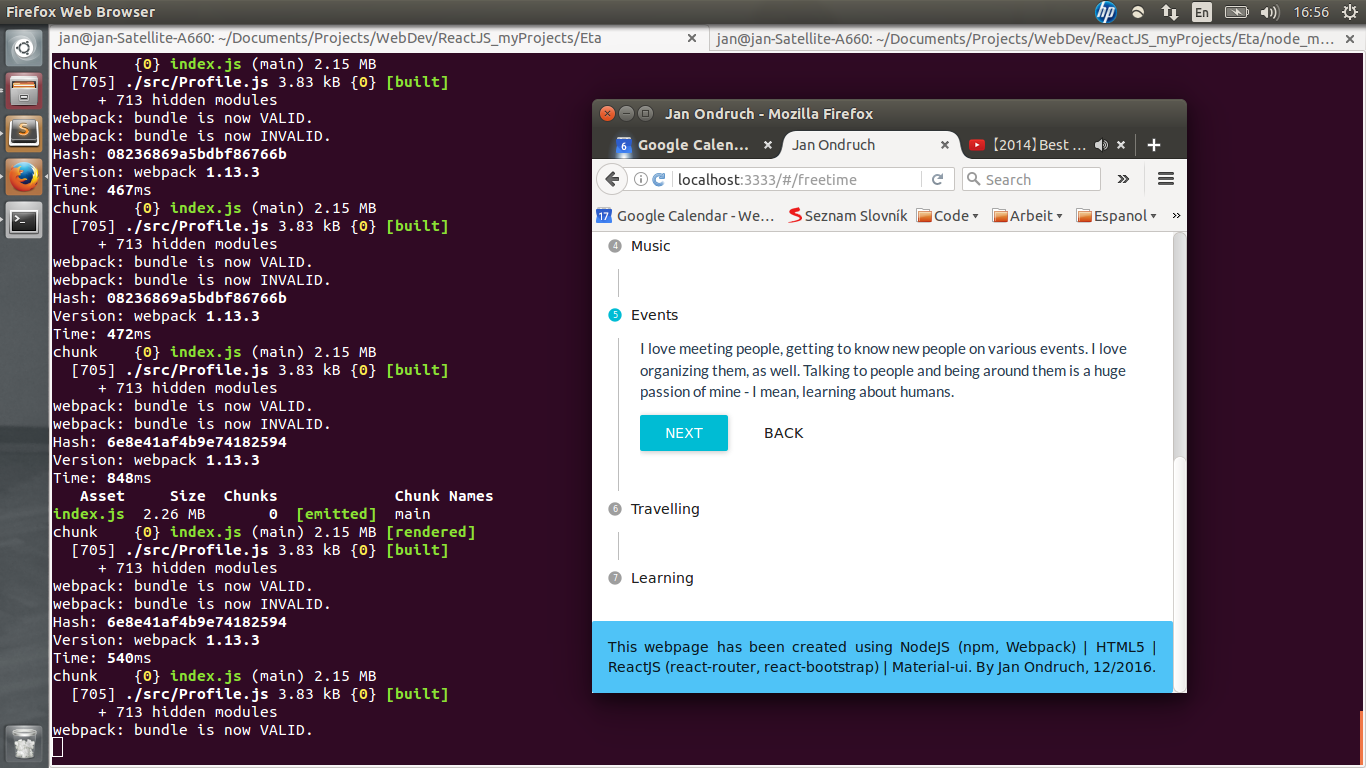 Firefox Web Browser
En
16:56
jan@jan-Satellite-A660: ~/Documents/Projects/WebDev/ReactJS_myProjects/Eta
jan@jan-Satellite-A660: ~/Documents/Projects/WebDev/ReactJS_myProjects/Eta/node_m...
chunk    {0} index.js (main) 2.15 MB
  [705] ./src/Profile.js 3.83 kB {0} [built]
     + 713 hidden modules
webpack: bundle is now VALID.
webpack: bundle is now INVALID.
Hash: 08236869a5bdbf86766b
Version: webpack 1.13.3
Time: 467ms
chunk    {0} index.js (main) 2.15 MB
  [705] ./src/Profile.js 3.83 kB {0} [built]
     + 713 hidden modules
webpack: bundle is now VALID.
webpack: bundle is now INVALID.
Hash: 08236869a5bdbf86766b
Version: webpack 1.13.3
Time: 472ms
chunk    {0} index.js (main) 2.15 MB
  [705] ./src/Profile.js 3.83 kB {0} [built]
     + 713 hidden modules
webpack: bundle is now VALID.
webpack: bundle is now INVALID.
Hash: 6e8e41af4b9e74182594
Version: webpack 1.13.3
Time: 848ms
   Asset     Size  Chunks             Chunk Names
index.js  2.26 MB       0  [emitted]  main
chunk    {0} index.js (main) 2.15 MB [rendered]
  [705] ./src/Profile.js 3.83 kB {0} [built]
     + 713 hidden modules
webpack: bundle is now VALID.
webpack: bundle is now INVALID.
Hash: 6e8e41af4b9e74182594
Version: webpack 1.13.3
Time: 540ms
chunk    {0} index.js (main) 2.15 MB
  [705] ./src/Profile.js 3.83 kB {0} [built]
     + 713 hidden modules
webpack: bundle is now VALID.
Jan Ondruch - Mozilla Firefox
6 Google Calen...
Jan Ondruch
【2014】Best ...
localhost:3333/#/freetime
Search
17 Google Calendar - We...
Seznam Slovník
Code
Arbeit
Espanol
4 Music
5 Events
I love meeting people, getting to know new people on various events. I love
organizing them, as well. Talking to people and being around them is a huge
passion of mine - I mean, learning about humans.
NEXT
BACK
6 Travelling
7 Learning
This webpage has been created using NodeJS (npm, Webpack) | HTML5 |
ReactJS (react-router, react-bootstrap) | Material-ui. By Jan Ondruch, 12/2016.
hp
S